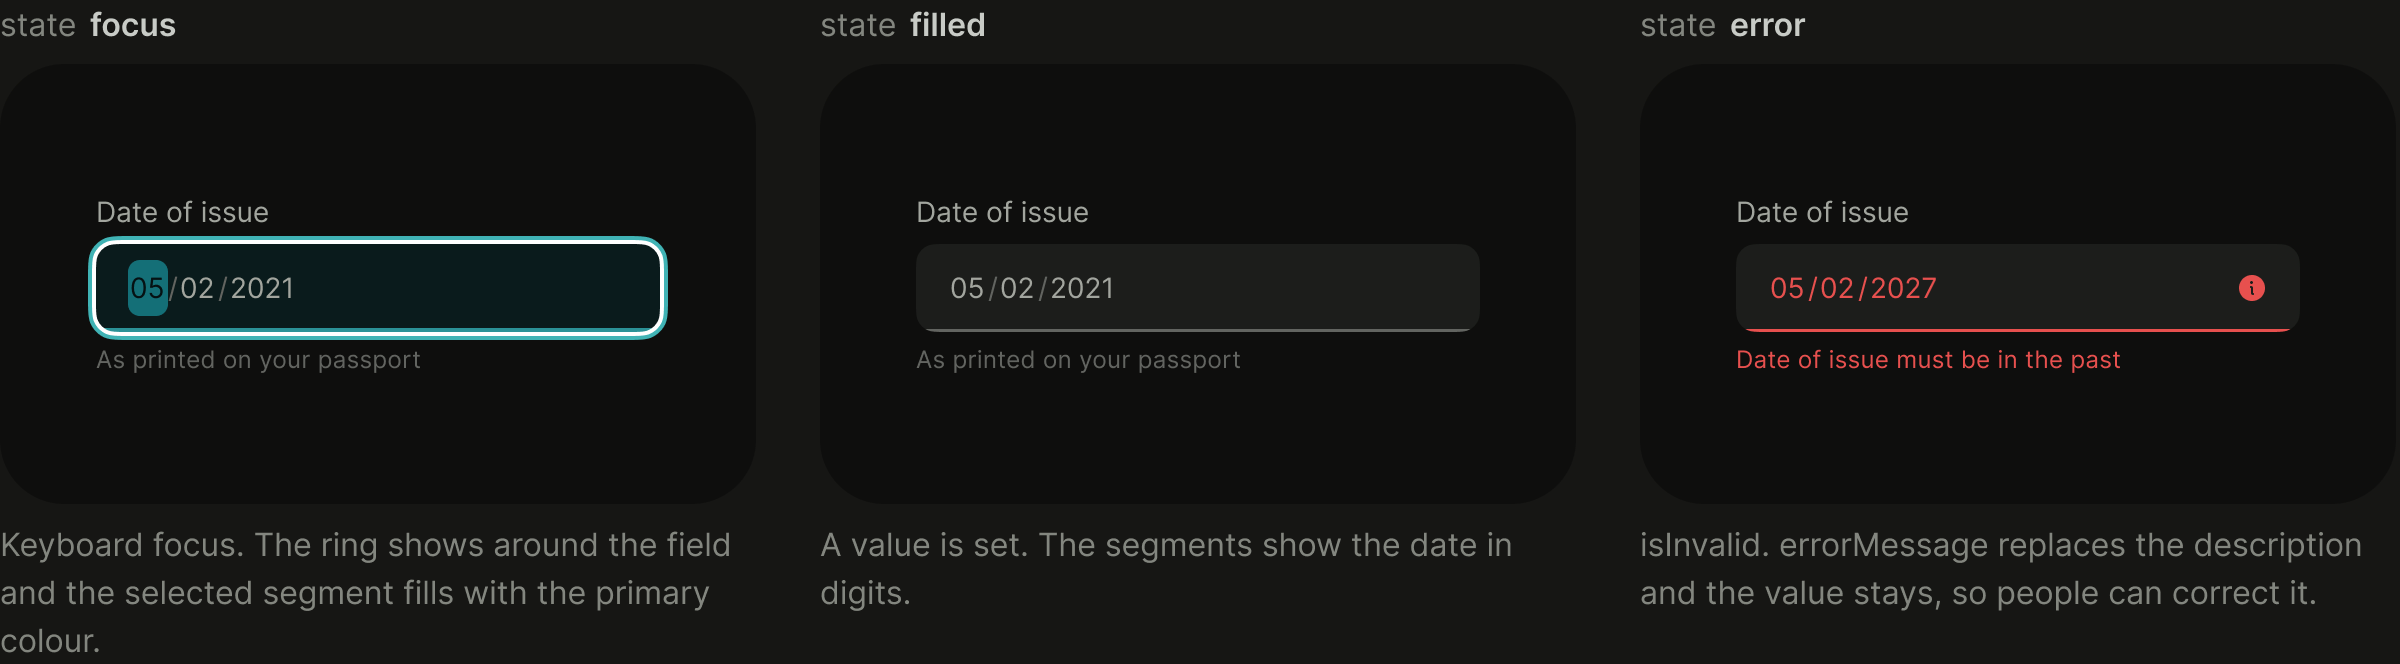 state focus
Date of issue
05/02/2021
As printed on your passport
Keyboard focus. The ring shows around the field
and the selected segment fills with the primary
colour.
state filled
Date of issue
05/02/2021
As printed on your passport
A value is set. The segments show the date in
digits.
state error
Date of issue
05/02/2027
Date of issue must be in the past
isInvalid. errorMessage replaces the description
and the value stays, so people can correct it.